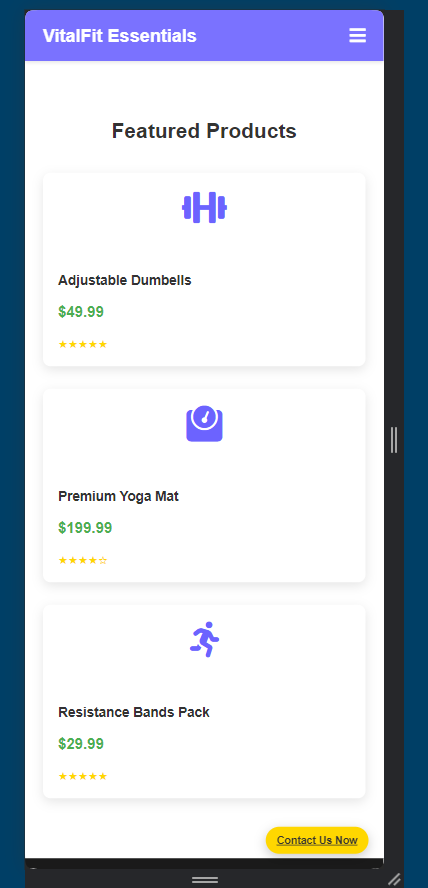 VitalFit Essentials
Featured Products
Adjustable Dumbells
$49.99
★★★★★
Premium Yoga Mat
$199.99
★★★★☆
Resistance Bands Pack
$29.99
★★★★★
Contact Us Now